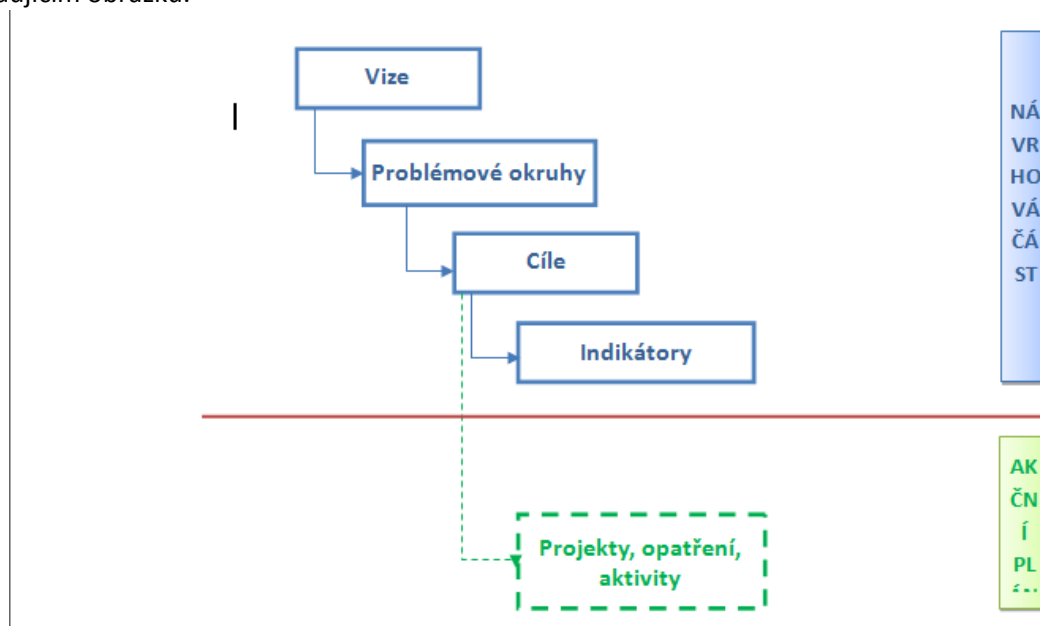 Vize
Problémové okruhy
Cíle
Indikátory
NÁ
VR
HO
VÁ
ČÁ
ST
Projekty, opatření,
aktivity
AK
ČN
Í
PL